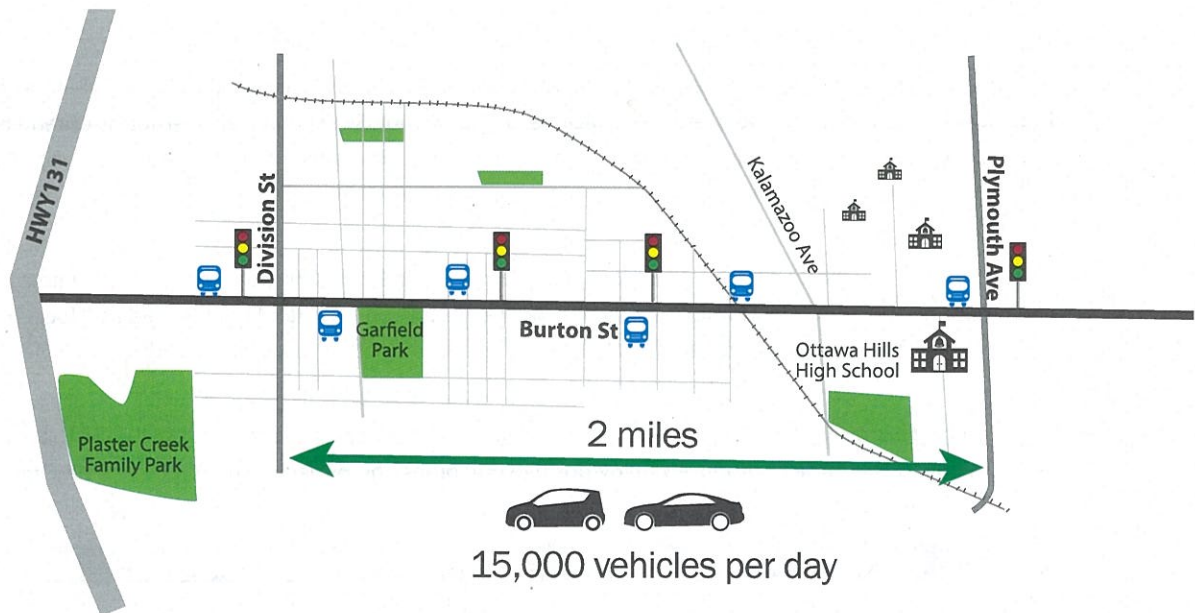 HWY131
Division St
Kalamazoo Ave
Plymouth Ave
Garfield
Park
Burton St
Ottawa Hills
High School
Plaster Creek
Family Park
2 miles
15,000 vehicles per day